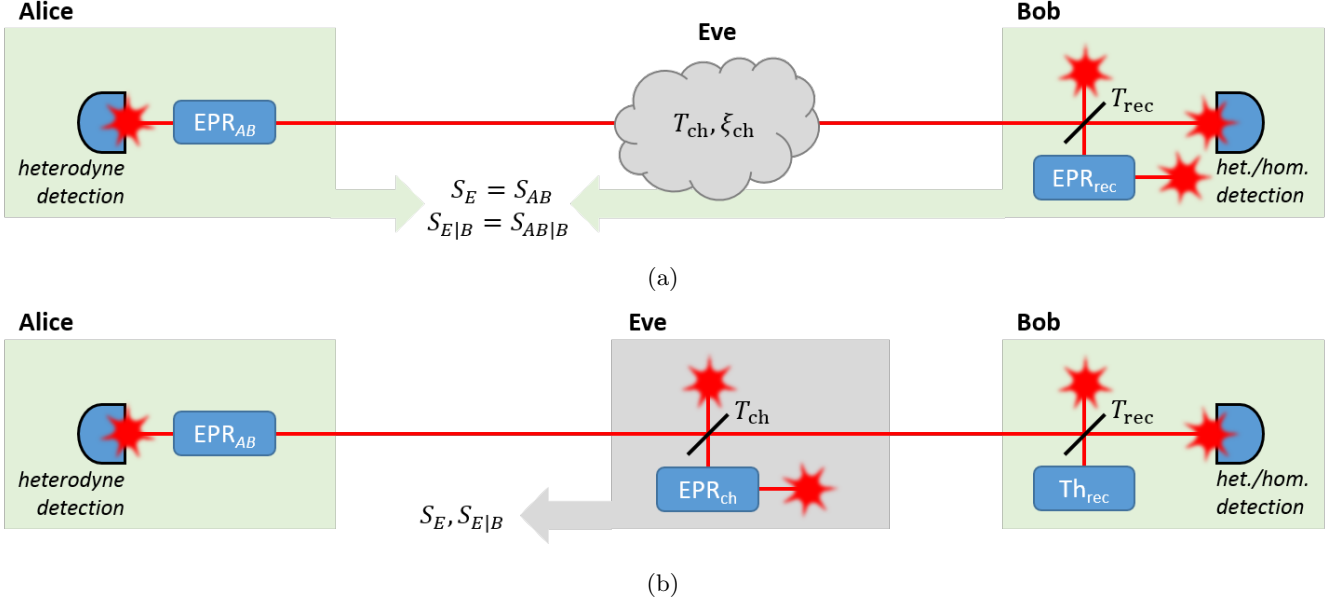 Alice
Eve
Bob
EPR_AB
T_ch, ξ_ch
T_rec
EPR_rec
heterodyne
detection
het./hom.
detection
S_E = S_AB
S_E|B = S_AB|B
(a)
Alice
Eve
Bob
EPR_AB
T_ch
T_rec
EPR_ch
Th_rec
heterodyne
detection
het./hom.
detection
S_E, S_E|B
(b)